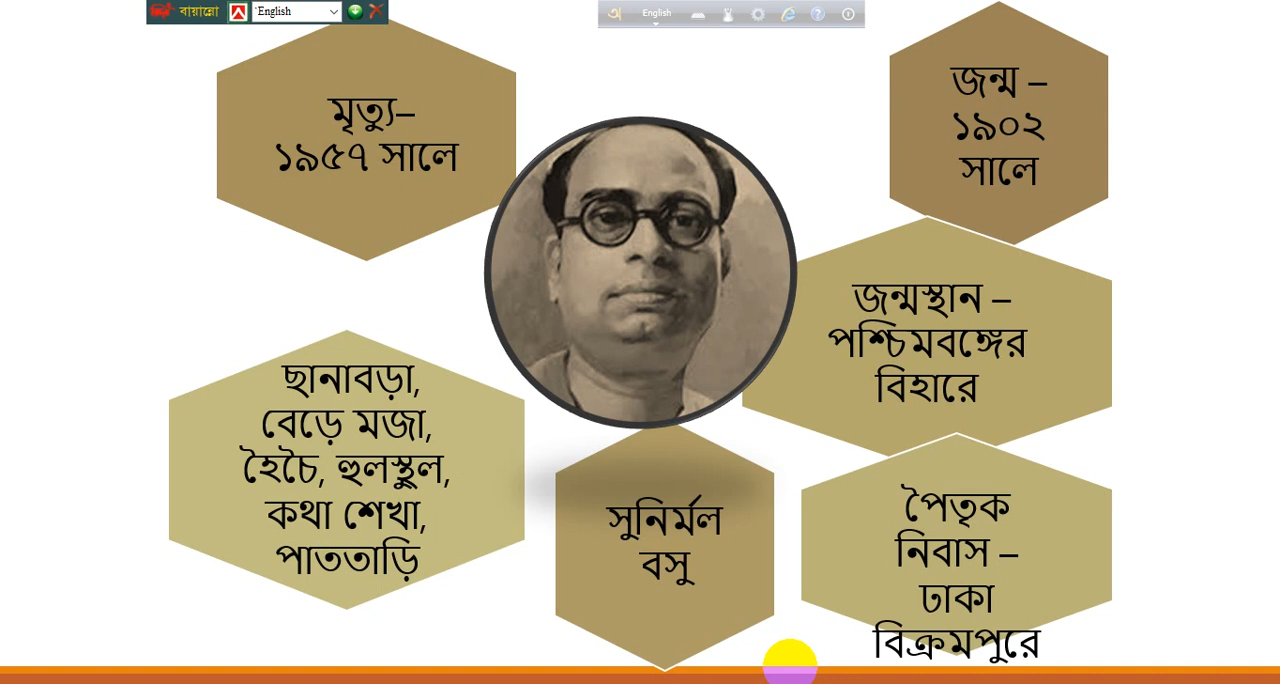 বায়ান্নো
English
অ
English
মৃত্যু–
১৯৫৭ সালে
জন্ম –
১৯০২
সালে
জন্মস্থান –
পশ্চিমবঙ্গের
বিহারে
ছানাবড়া,
বেড়ে মজা,
হৈচৈ, হুলস্থুল,
কথা শেখা,
পাততাড়ি
সুনির্মল
বসু
পৈতৃক
নিবাস –
ঢাকা
বিক্রমপুরে